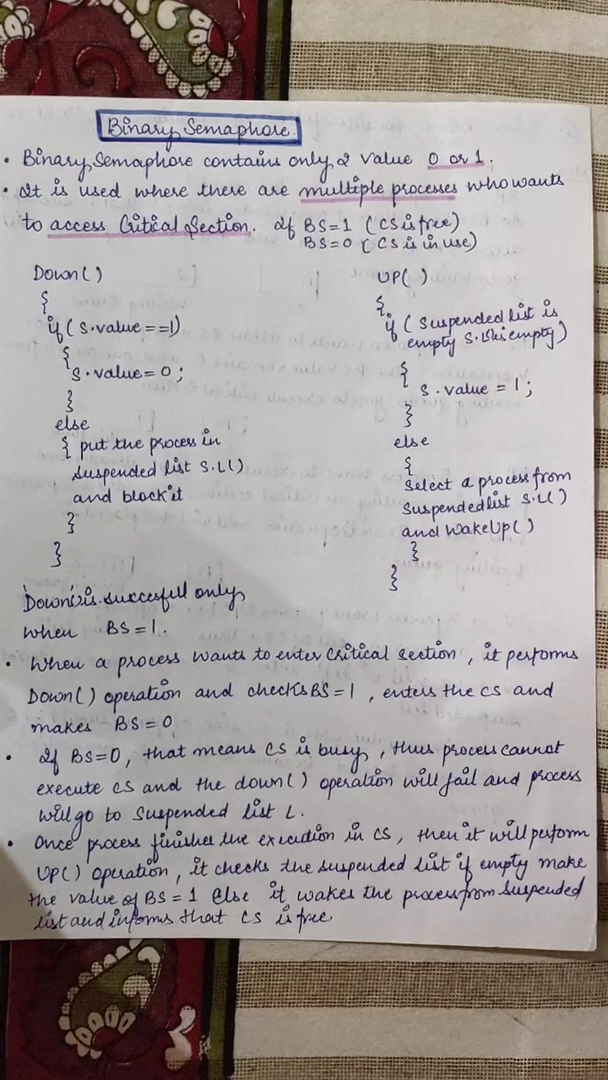 Binary Semaphore
• Binary Semaphore contains only 2 value 0 or 1.
• It is used where there are multiple processes who wants
to access Critical Section. If BS=1 (CS is free)
BS=0 (CS is in use)
Down()
{
if (S.value==1)
{
S.value=0;
}
else
{ put the process in
suspended list S.L()
and block it
}
}
UP()
{
if (Suspended list is
empty S.L() is empty)
{
S.value = 1;
}
else
{
Select a process from
Suspended list S.L()
and WakeUp()
}
}
'Down()' is succesfull only
when BS=1.
• When a process wants to enter Critical section, it performs
Down() operation and checks BS=1, enters the CS and
makes BS=0
• If BS=0, that means CS is busy, thus process cannot
execute CS and the down() operation will fail and process
will go to Suspended list L.
• Once process finishes the execution in CS, then it will perform
UP() operation, it checks the suspended list if empty make
the value of BS=1 else it wakes the process from suspended
list and informs that CS is free